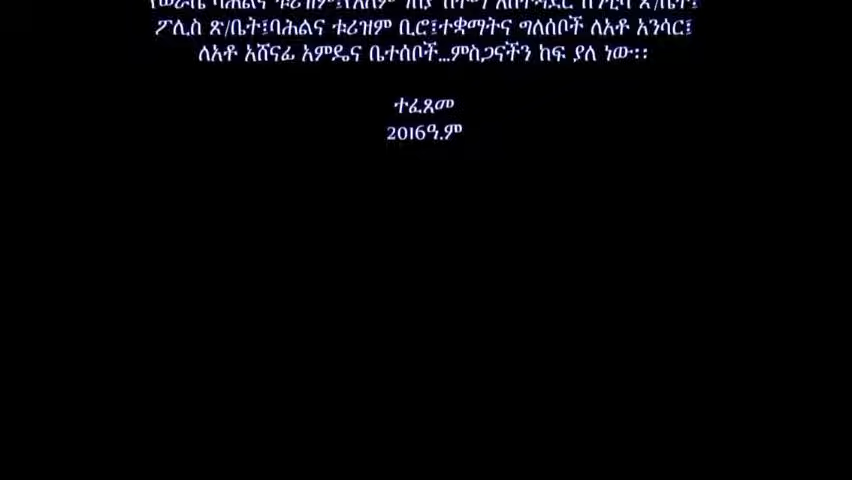 ፖሊስ ጽ/ቤት፤ባሕልና ቱሪዝም ቢሮ፤ተቋማትና ግለሰቦች ለአቶ አንሳር፤
ለአቶ አሸናፊ አምዴና ቤተሰቦች...ምስጋናችን ከፍ ያለ ነው፡፡
ተፈጸመ
2016ዓ.ም